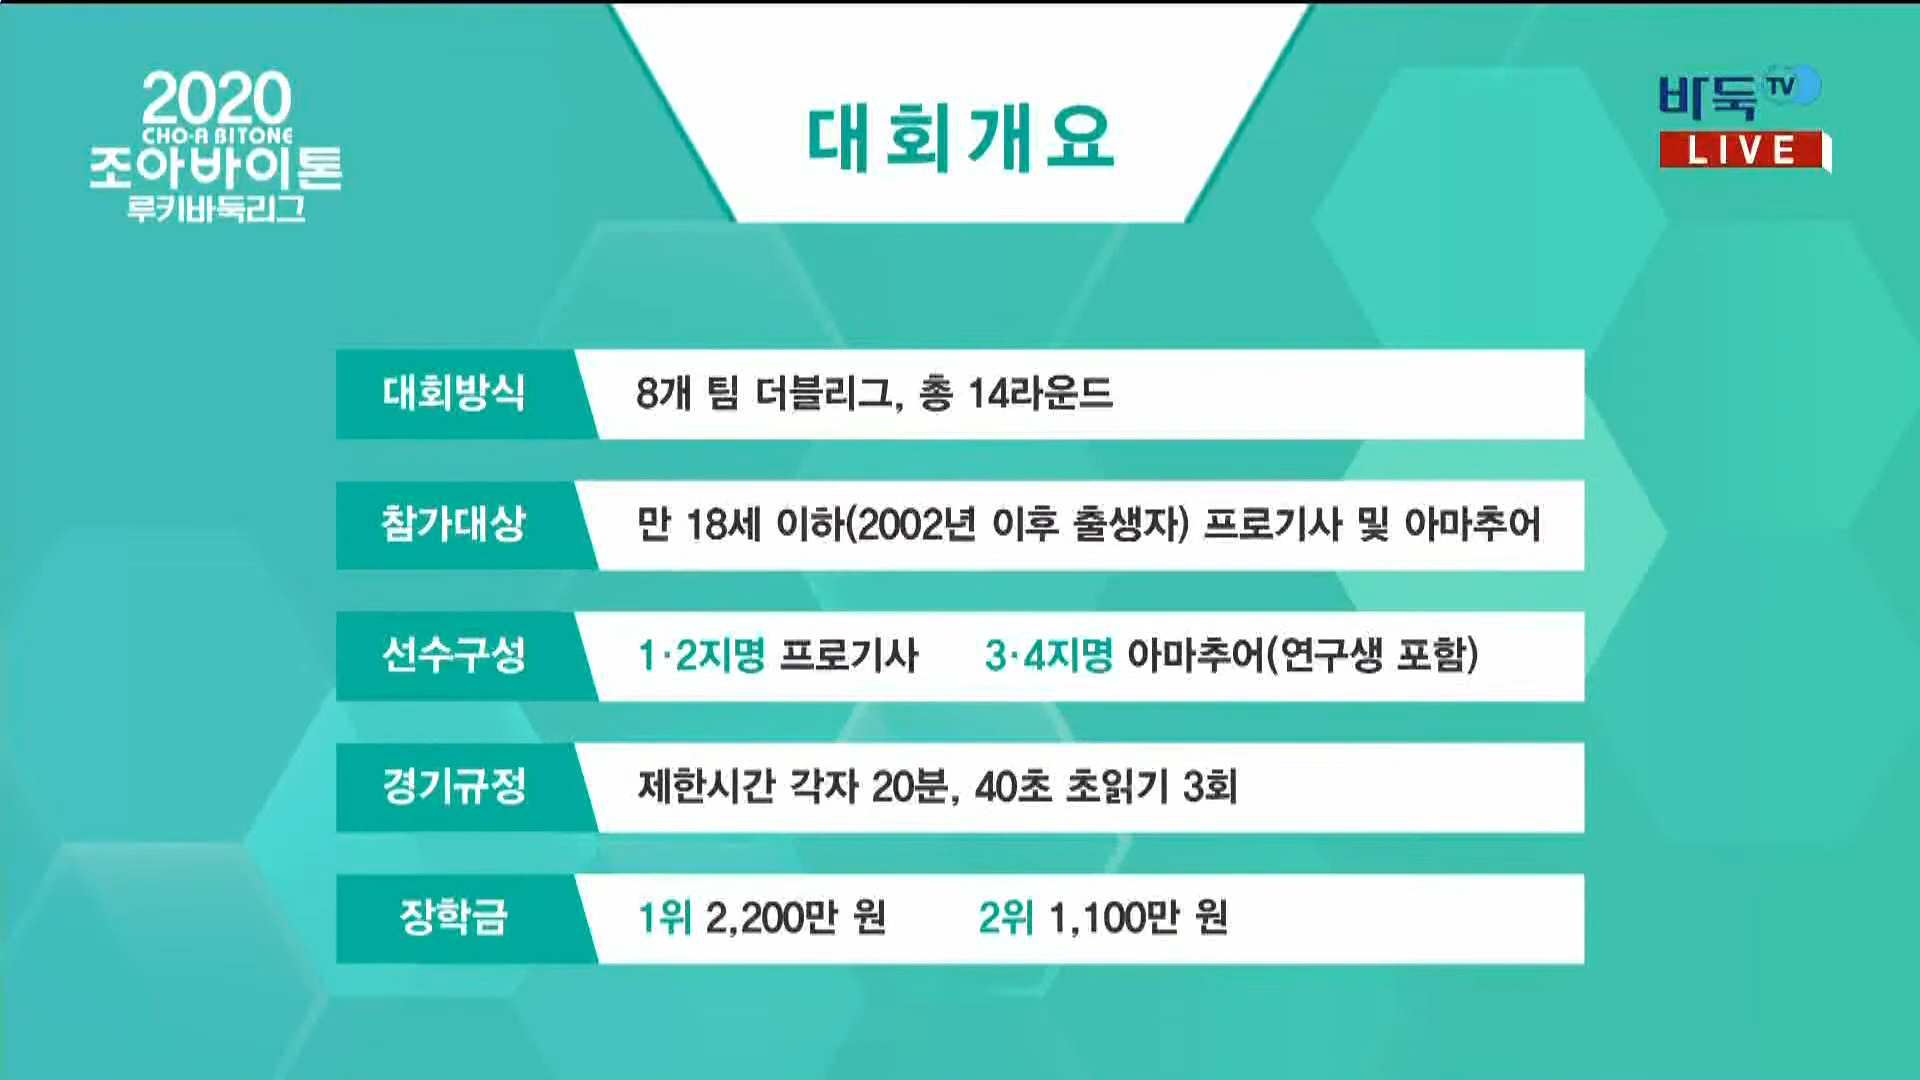 2020
CHO-A BITONE
조아바이톤
루키바둑리그
대회개요
바둑TV
LIVE
대회방식 8개 팀 더블리그, 총 14라운드
참가대상 만 18세 이하(2002년 이후 출생자) 프로기사 및 아마추어
선수구성 1·2지명 프로기사 3·4지명 아마추어(연구생 포함)
경기규정 제한시간 각자 20분, 40초 초읽기 3회
장학금 1위 2,200만 원 2위 1,100만 원